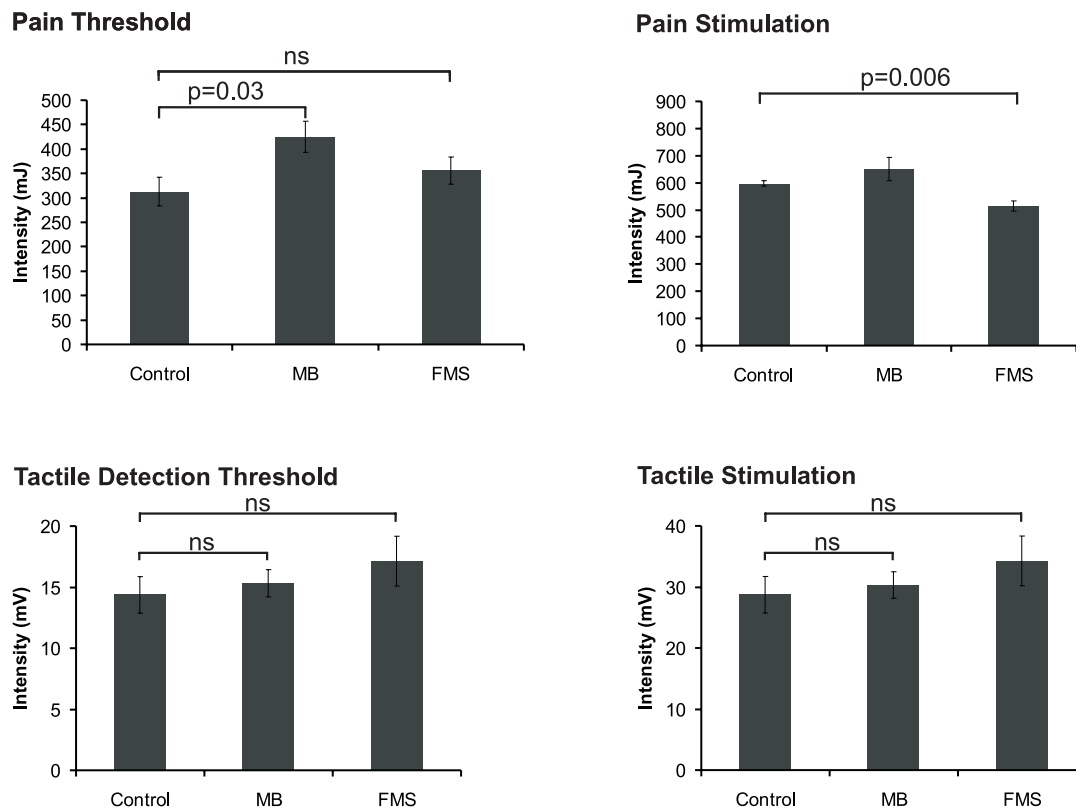 Pain Threshold
ns
p=0.03
500
450
400
350
300
250
200
150
100
50
0
Intensity (mJ)
Control MB FMS
Pain Stimulation
p=0.006
900
800
700
600
500
400
300
200
100
0
Intensity (mJ)
Control MB FMS
Tactile Detection Threshold
ns
ns
20
15
10
5
0
Intensity (mV)
Control MB FMS
Tactile Stimulation
ns
ns
40
30
20
10
0
Intensity (mV)
Control MB FMS